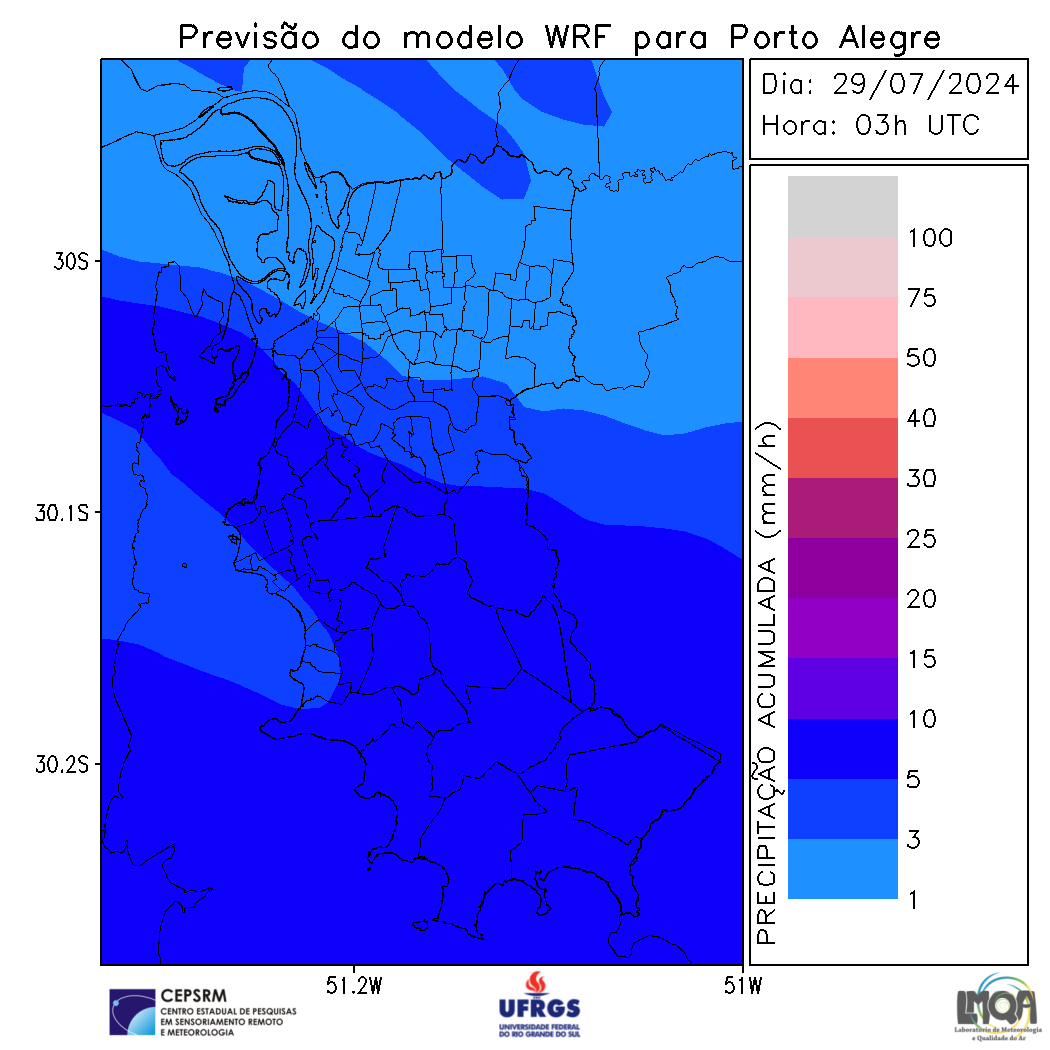 Previsão do modelo WRF para Porto Alegre
Dia: 29/07/2024
Hora: 03h UTC
PRECIPITAÇÃO ACUMULADA (mm/h)
100
75
50
40
30
25
20
15
10
5
3
1
30S
30.1S
30.2S
51.2W
51W
CEPSRM
CENTRO ESTADUAL DE PESQUISAS
EM SENSORIAMENTO REMOTO
E METEOROLOGIA
UFRGS
UNIVERSIDADE FEDERAL
DO RIO GRANDE DO SUL
LMQA
Laboratório de Meteorologia
e Qualidade do Ar